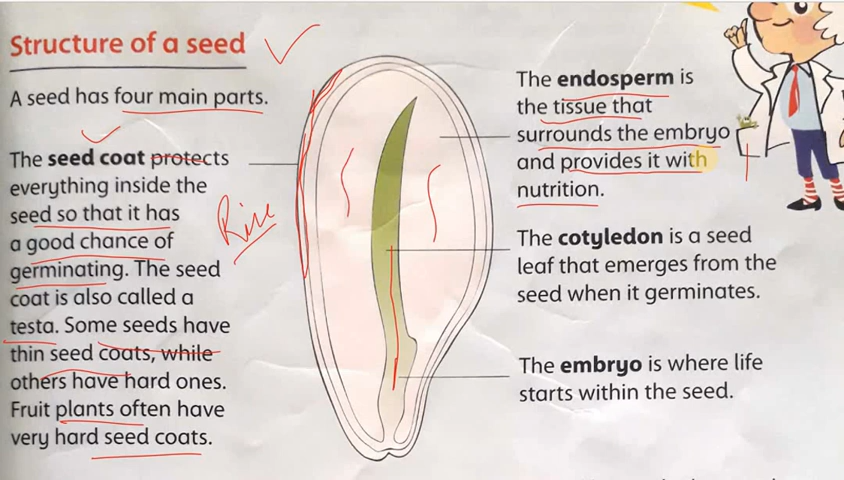 Structure of a seed
A seed has four main parts.
The seed coat protects
everything inside the
seed so that it has
a good chance of
germinating. The seed
coat is also called a
testa. Some seeds have
thin seed coats, while
others have hard ones.
Fruit plants often have
very hard seed coats.
The endosperm is
the tissue that
surrounds the embryo
and provides it with
nutrition.
The cotyledon is a seed
leaf that emerges from the
seed when it germinates.
The embryo is where life
starts within the seed.